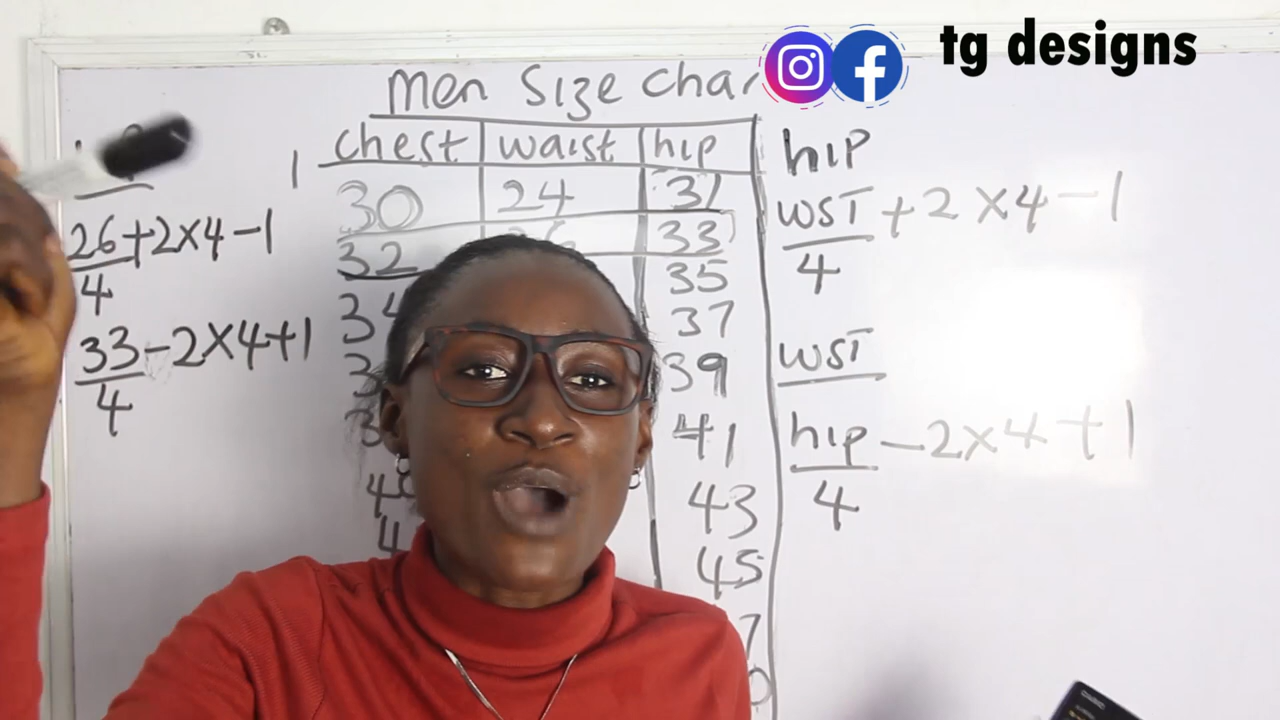 tg designs
men size char
chest waist hip
30 24 31
32 33
35
37
39
41
43
45
7
26+2x4-1
4
33-2x4+1
4
hip
wst+2x4-1
4
wst
hip-2x4+1
4